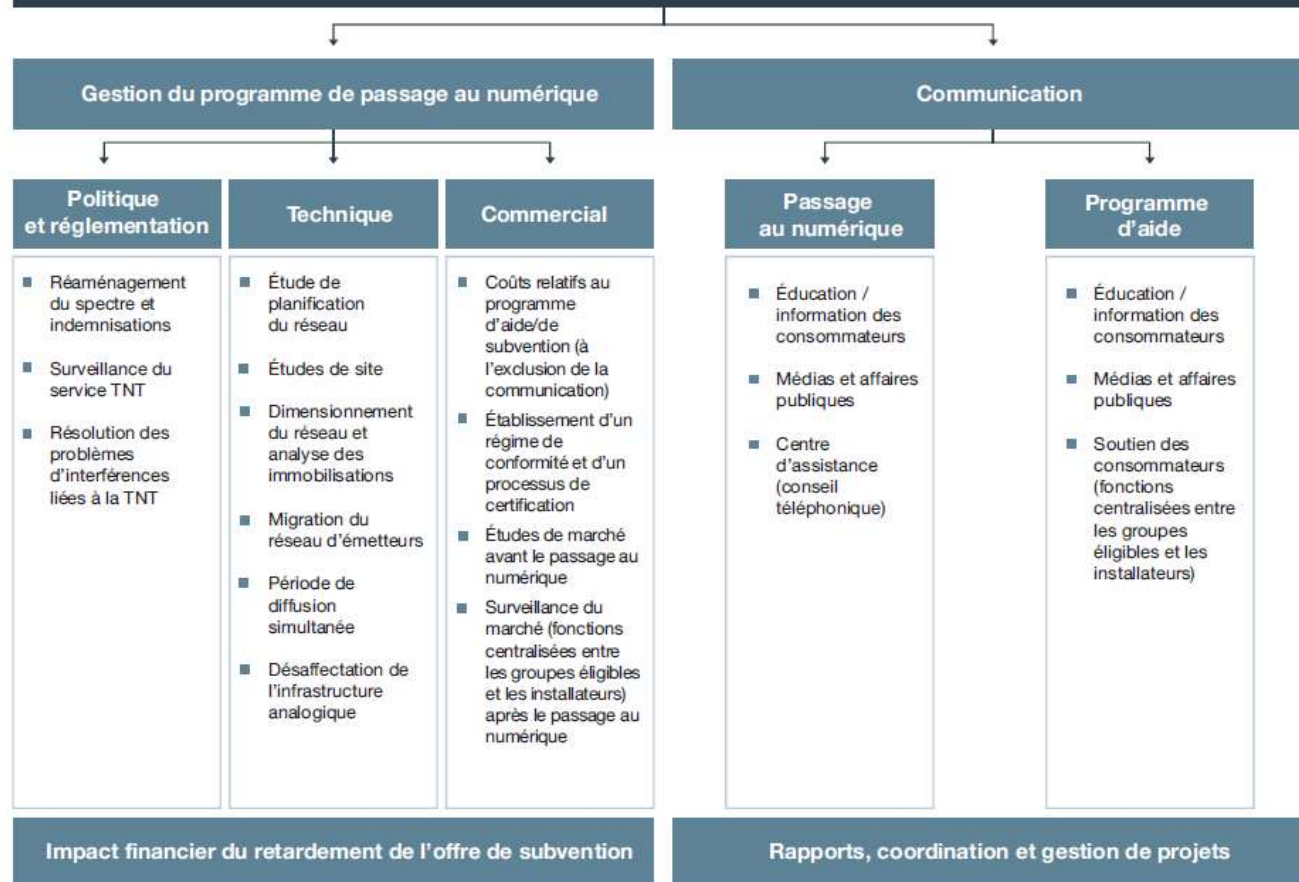 Gestion du programme de passage au numérique
Communication
Politique
et réglementation
Technique
Commercial
Passage
au numérique
Programme
d'aide
Réaménagement
du spectre et
indemnisations
Surveillance du
service TNT
Résolution des
problèmes
d'interférences
liées à la TNT
Étude de
planification
du réseau
Études de site
Dimensionnement
du réseau et
analyse des
immobilisations
Migration du
réseau d'émetteurs
Période de
diffusion
simultanée
Désaffectation de
l'infrastructure
analogique
Coûts relatifs au
programme
d'aide/de
subvention (à
l'exclusion de la
communication)
Établissement d'un
régime de
conformité et d'un
processus de
certification
Études de marché
avant le passage au
numérique
Surveillance du
marché (fonctions
centralisées entre
les groupes éligibles
et les installateurs)
après le passage au
numérique
Éducation /
information des
consommateurs
Médias et affaires
publiques
Centre
d'assistance
(conseil
téléphonique)
Éducation /
information des
consommateurs
Médias et affaires
publiques
Soutien des
consommateurs
(fonctions
centralisées entre
les groupes
éligibles et les
installateurs)
Impact financier du retardement de l'offre de subvention
Rapports, coordination et gestion de projets